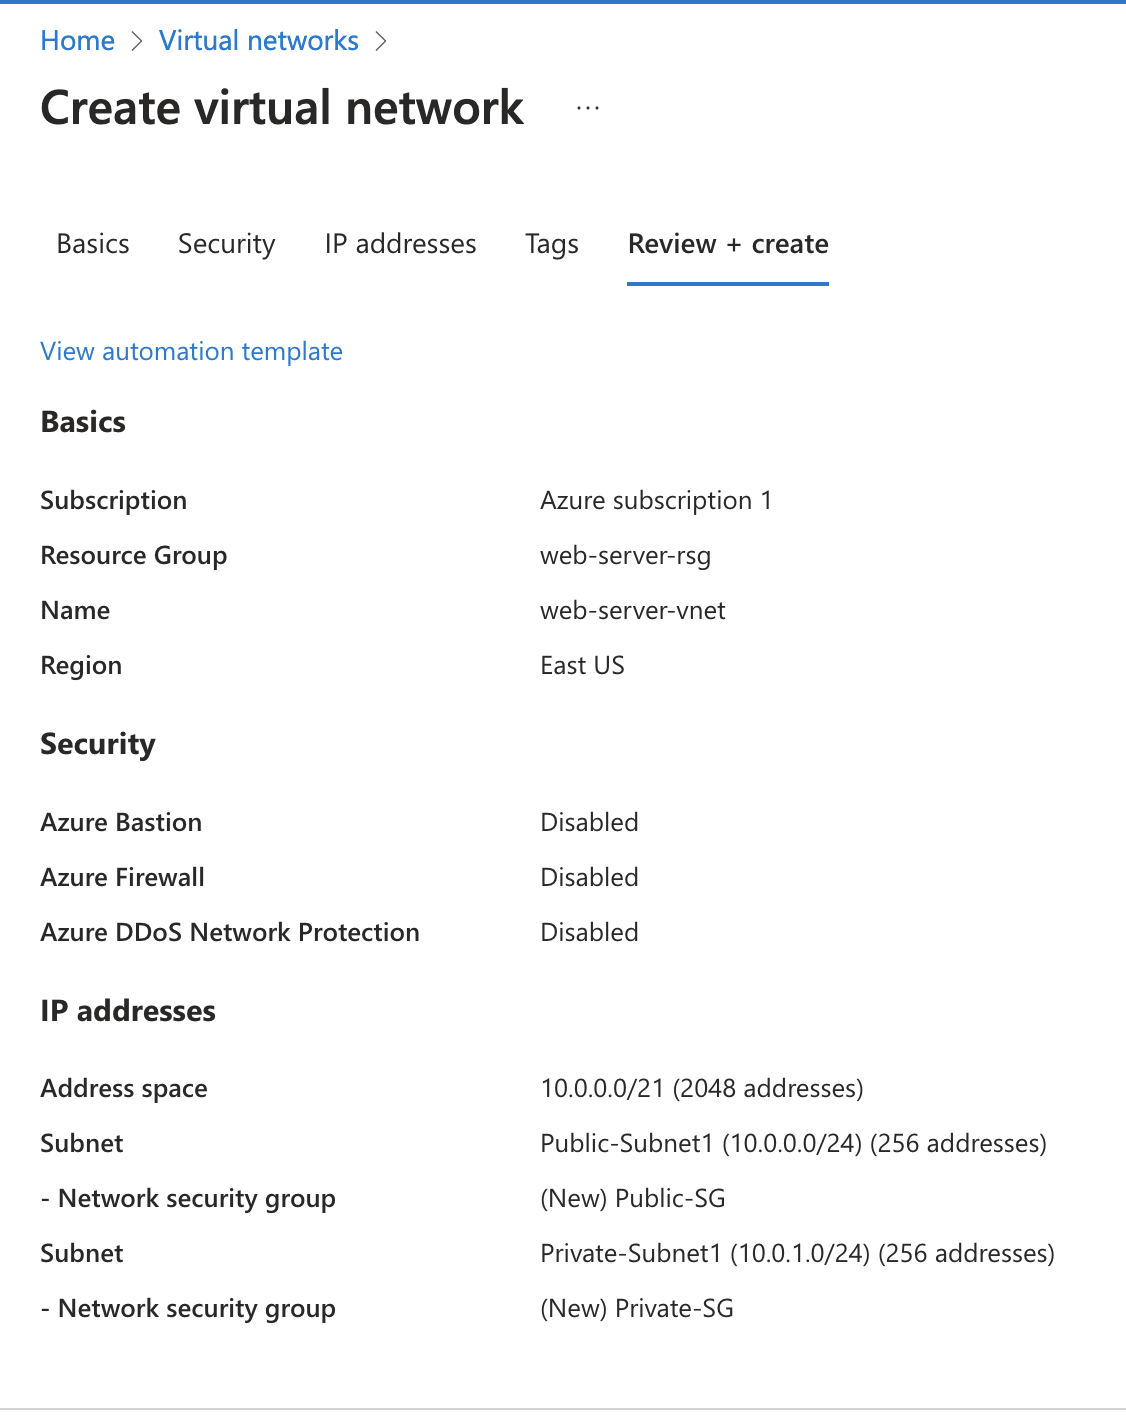 Home > Virtual networks >
Create virtual network ...
Basics Security IP addresses Tags Review + create
View automation template
Basics
Subscription Azure subscription 1
Resource Group web-server-rsg
Name web-server-vnet
Region East US
Security
Azure Bastion Disabled
Azure Firewall Disabled
Azure DDoS Network Protection Disabled
IP addresses
Address space 10.0.0.0/21 (2048 addresses)
Subnet Public-Subnet1 (10.0.0.0/24) (256 addresses)
- Network security group (New) Public-SG
Subnet Private-Subnet1 (10.0.1.0/24) (256 addresses)
- Network security group (New) Private-SG